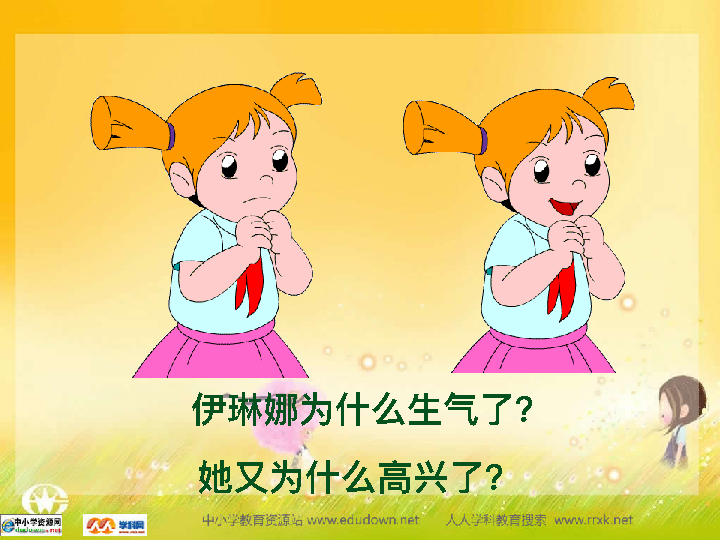 伊琳娜为什么生气了?
她又为什么高兴了?
中小学资源网
学科网
中小学教育资源站 www.edudown.net 人人学科教育搜索 www.rrxk.net